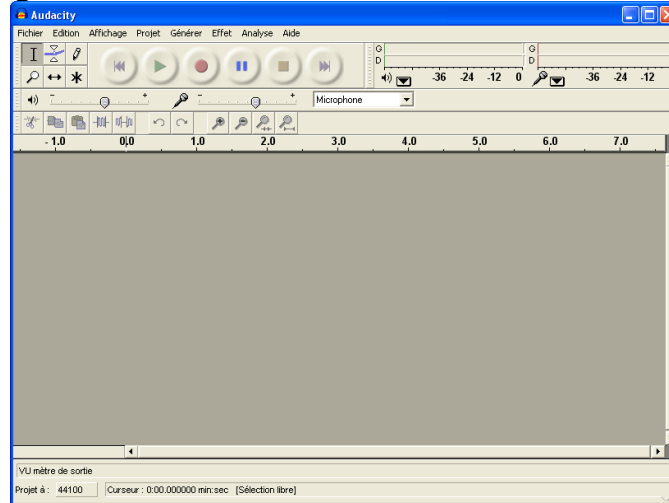 Audacity
Fichier Edition Affichage Projet Générer Effet Analyse Aide
G G
D D
-36 -24 -12 0 -36 -24 -12
- + - + Microphone
- 1.0 0,0 1.0 2.0 3.0 4.0 5.0 6.0 7.0
VU mètre de sortie
Projet à : 44100 Curseur : 0:00.000000 min:sec [Sélection libre]